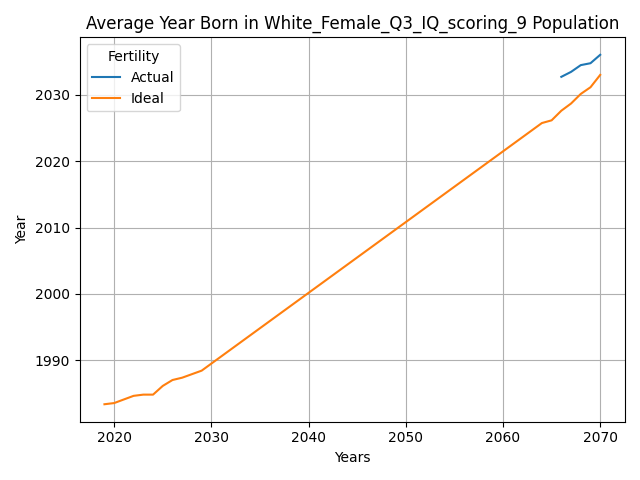 Average Year Born in White_Female_Q3_IQ_scoring_9 Population
Fertility
Actual
Ideal
2030
2020
2010
2000
1990
Year
2020 2030 2040 2050 2060 2070
Years